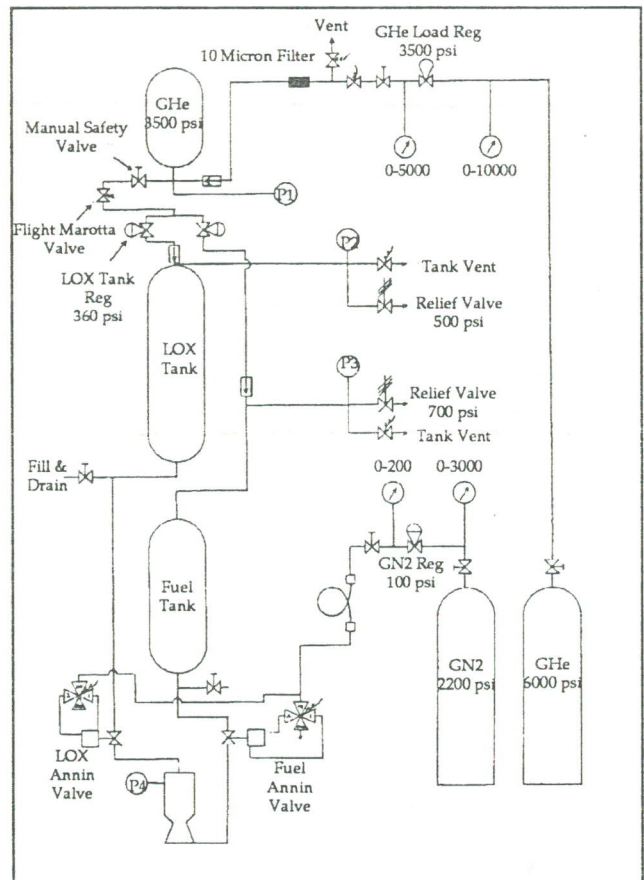 Vent
10 Micron Filter
GHe Load Reg
3500 psi
GHe
3500 psi
Manual Safety
Valve
0-5000
0-10000
P1
Flight Marotta
Valve
LOX Tank
Reg
360 psi
P2
Tank Vent
Relief Valve
500 psi
LOX
Tank
P3
Relief Valve
700 psi
Tank Vent
Fill &
Drain
0-200
0-3000
GN2 Reg
100 psi
Fuel
Tank
GN2
2200 psi
GHe
6000 psi
LOX
Annin
Valve
Fuel
Annin
Valve
P4